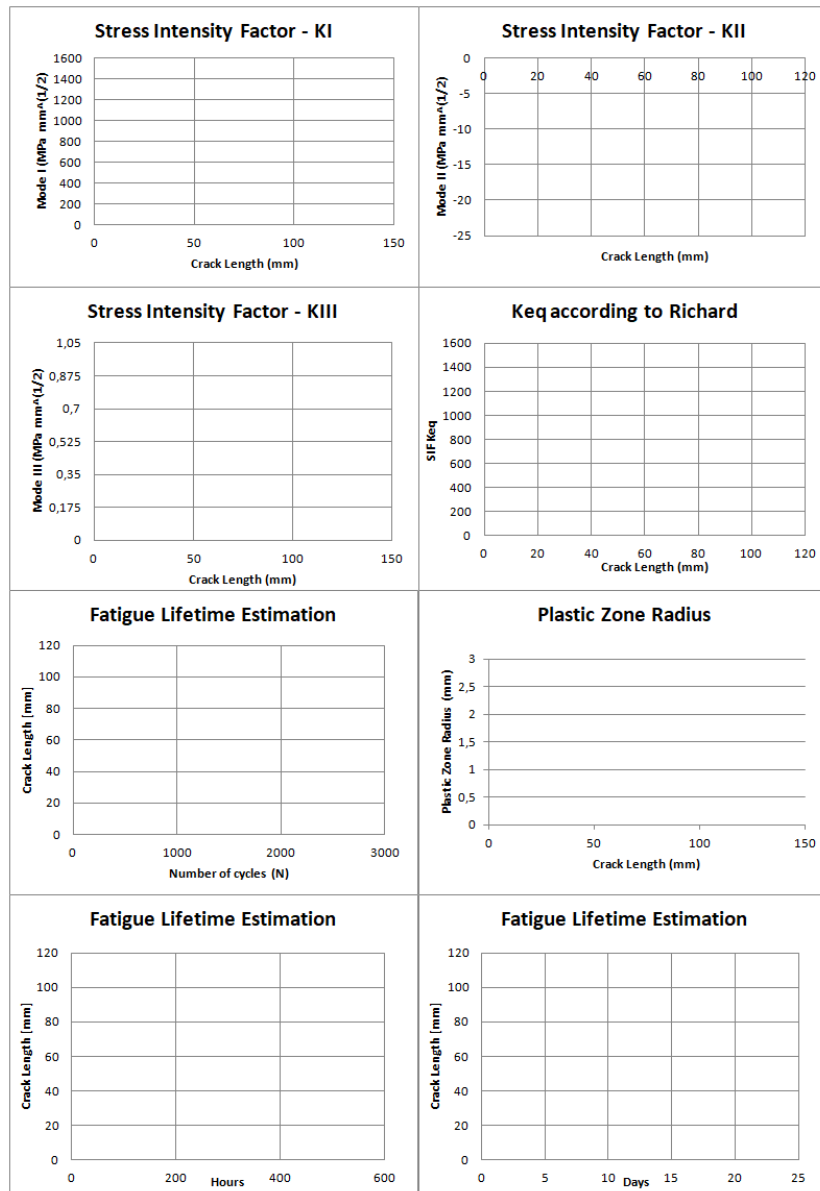 Stress Intensity Factor - KI
Mode I (MPa mm^(1/2)
1600
1400
1200
1000
800
600
400
200
0
0 50 100 150
Crack Length (mm)
Stress Intensity Factor - KII
Mode II (MPa mm^(1/2)
0
0 20 40 60 80 100 120
-5
-10
-15
-20
-25
Crack Length (mm)
Stress Intensity Factor - KIII
Mode III (MPa mm^(1/2)
1,05
0,875
0,7
0,525
0,35
0,175
0
0 50 100 150
Crack Length (mm)
Keq according to Richard
SIF Keq
1600
1400
1200
1000
800
600
400
200
0
0 20 40 60 80 100 120
Crack Length (mm)
Fatigue Lifetime Estimation
Crack Length [mm]
120
100
80
60
40
20
0
0 1000 2000 3000
Number of cycles (N)
Plastic Zone Radius
Plastic Zone Radius (mm)
3
2,5
2
1,5
1
0,5
0
0 50 100 150
Crack Length (mm)
Fatigue Lifetime Estimation
Crack Length [mm]
120
100
80
60
40
20
0
0 200 400 600
Hours
Fatigue Lifetime Estimation
Crack Length [mm]
120
100
80
60
40
20
0
0 5 10 15 20 25
Days